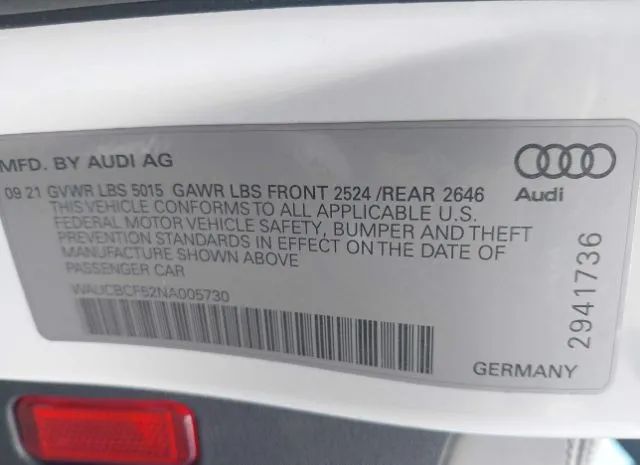 MFD. BY AUDI AG
09 21 GVWR LBS 5015 GAWR LBS FRONT 2524 /REAR 2646
THIS VEHICLE CONFORMS TO ALL APPLICABLE U.S.
FEDERAL MOTOR VEHICLE SAFETY, BUMPER AND THEFT
PREVENTION STANDARDS IN EFFECT ON THE DATE OF
MANUFACTURE SHOWN ABOVE
PASSENGER CAR
WAUCBCF52NA005730
Audi
2941736
GERMANY